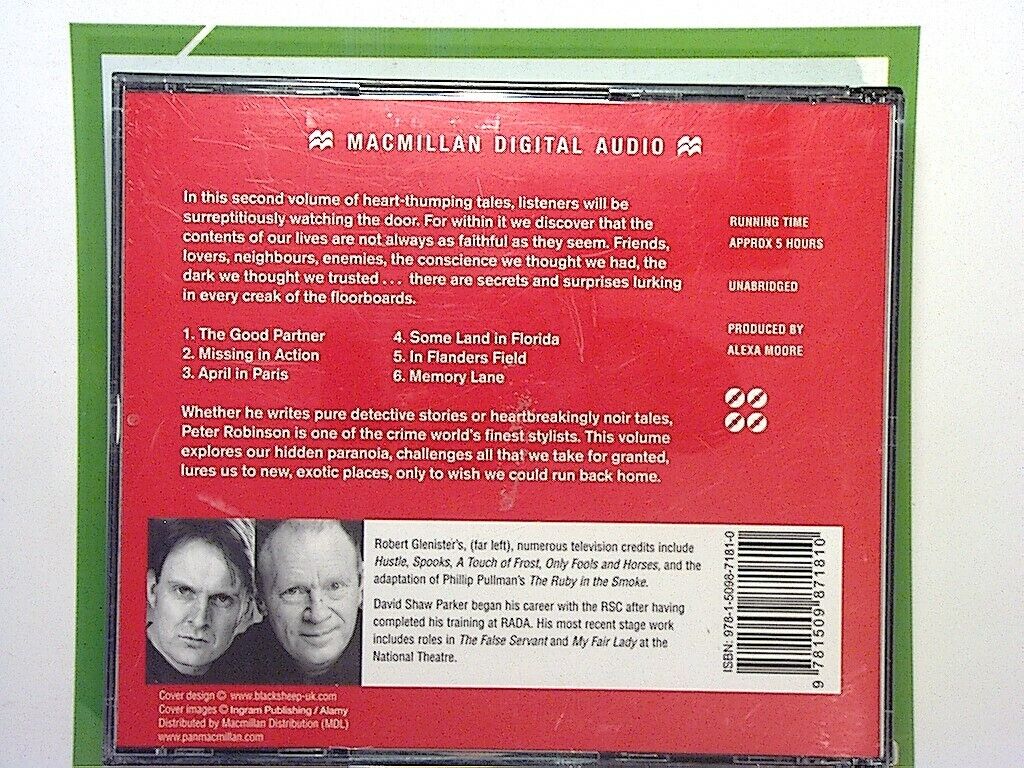 MACMILLAN DIGITAL AUDIO
In this second volume of heart-thumping tales, listeners will be
surreptitiously watching the door. For within it we discover that the
contents of our lives are not always as faithful as they seem. Friends,
lovers, neighbours, enemies, the conscience we thought we had, the
dark we thought we trusted ... there are secrets and surprises lurking
in every creak of the floorboards.
1. The Good Partner
2. Missing in Action
3. April in Paris
4. Some Land in Florida
5. In Flanders Field
6. Memory Lane
Whether he writes pure detective stories or heartbreakingly noir tales,
Peter Robinson is one of the crime world's finest stylists. This volume
explores our hidden paranoia, challenges all that we take for granted,
lures us to new, exotic places, only to wish we could run back home.
RUNNING TIME
APPROX 5 HOURS
UNABRIDGED
PRODUCED BY
ALEXA MOORE
Robert Glenister's, (far left), numerous television credits include
Hustle, Spooks, A Touch of Frost, Only Fools and Horses, and the
adaptation of Phillip Pullman's The Ruby in the Smoke.
David Shaw Parker began his career with the RSC after having
completed his training at RADA. His most recent stage work
includes roles in The False Servant and My Fair Lady at the
National Theatre.
ISBN: 978-1-5098-7181-0
9 781509 871810
Cover design © www.blacksheep-uk.com
Cover images © Ingram Publishing / Alamy
Distributed by Macmillan Distribution (MDL)
www.panmacmillan.com